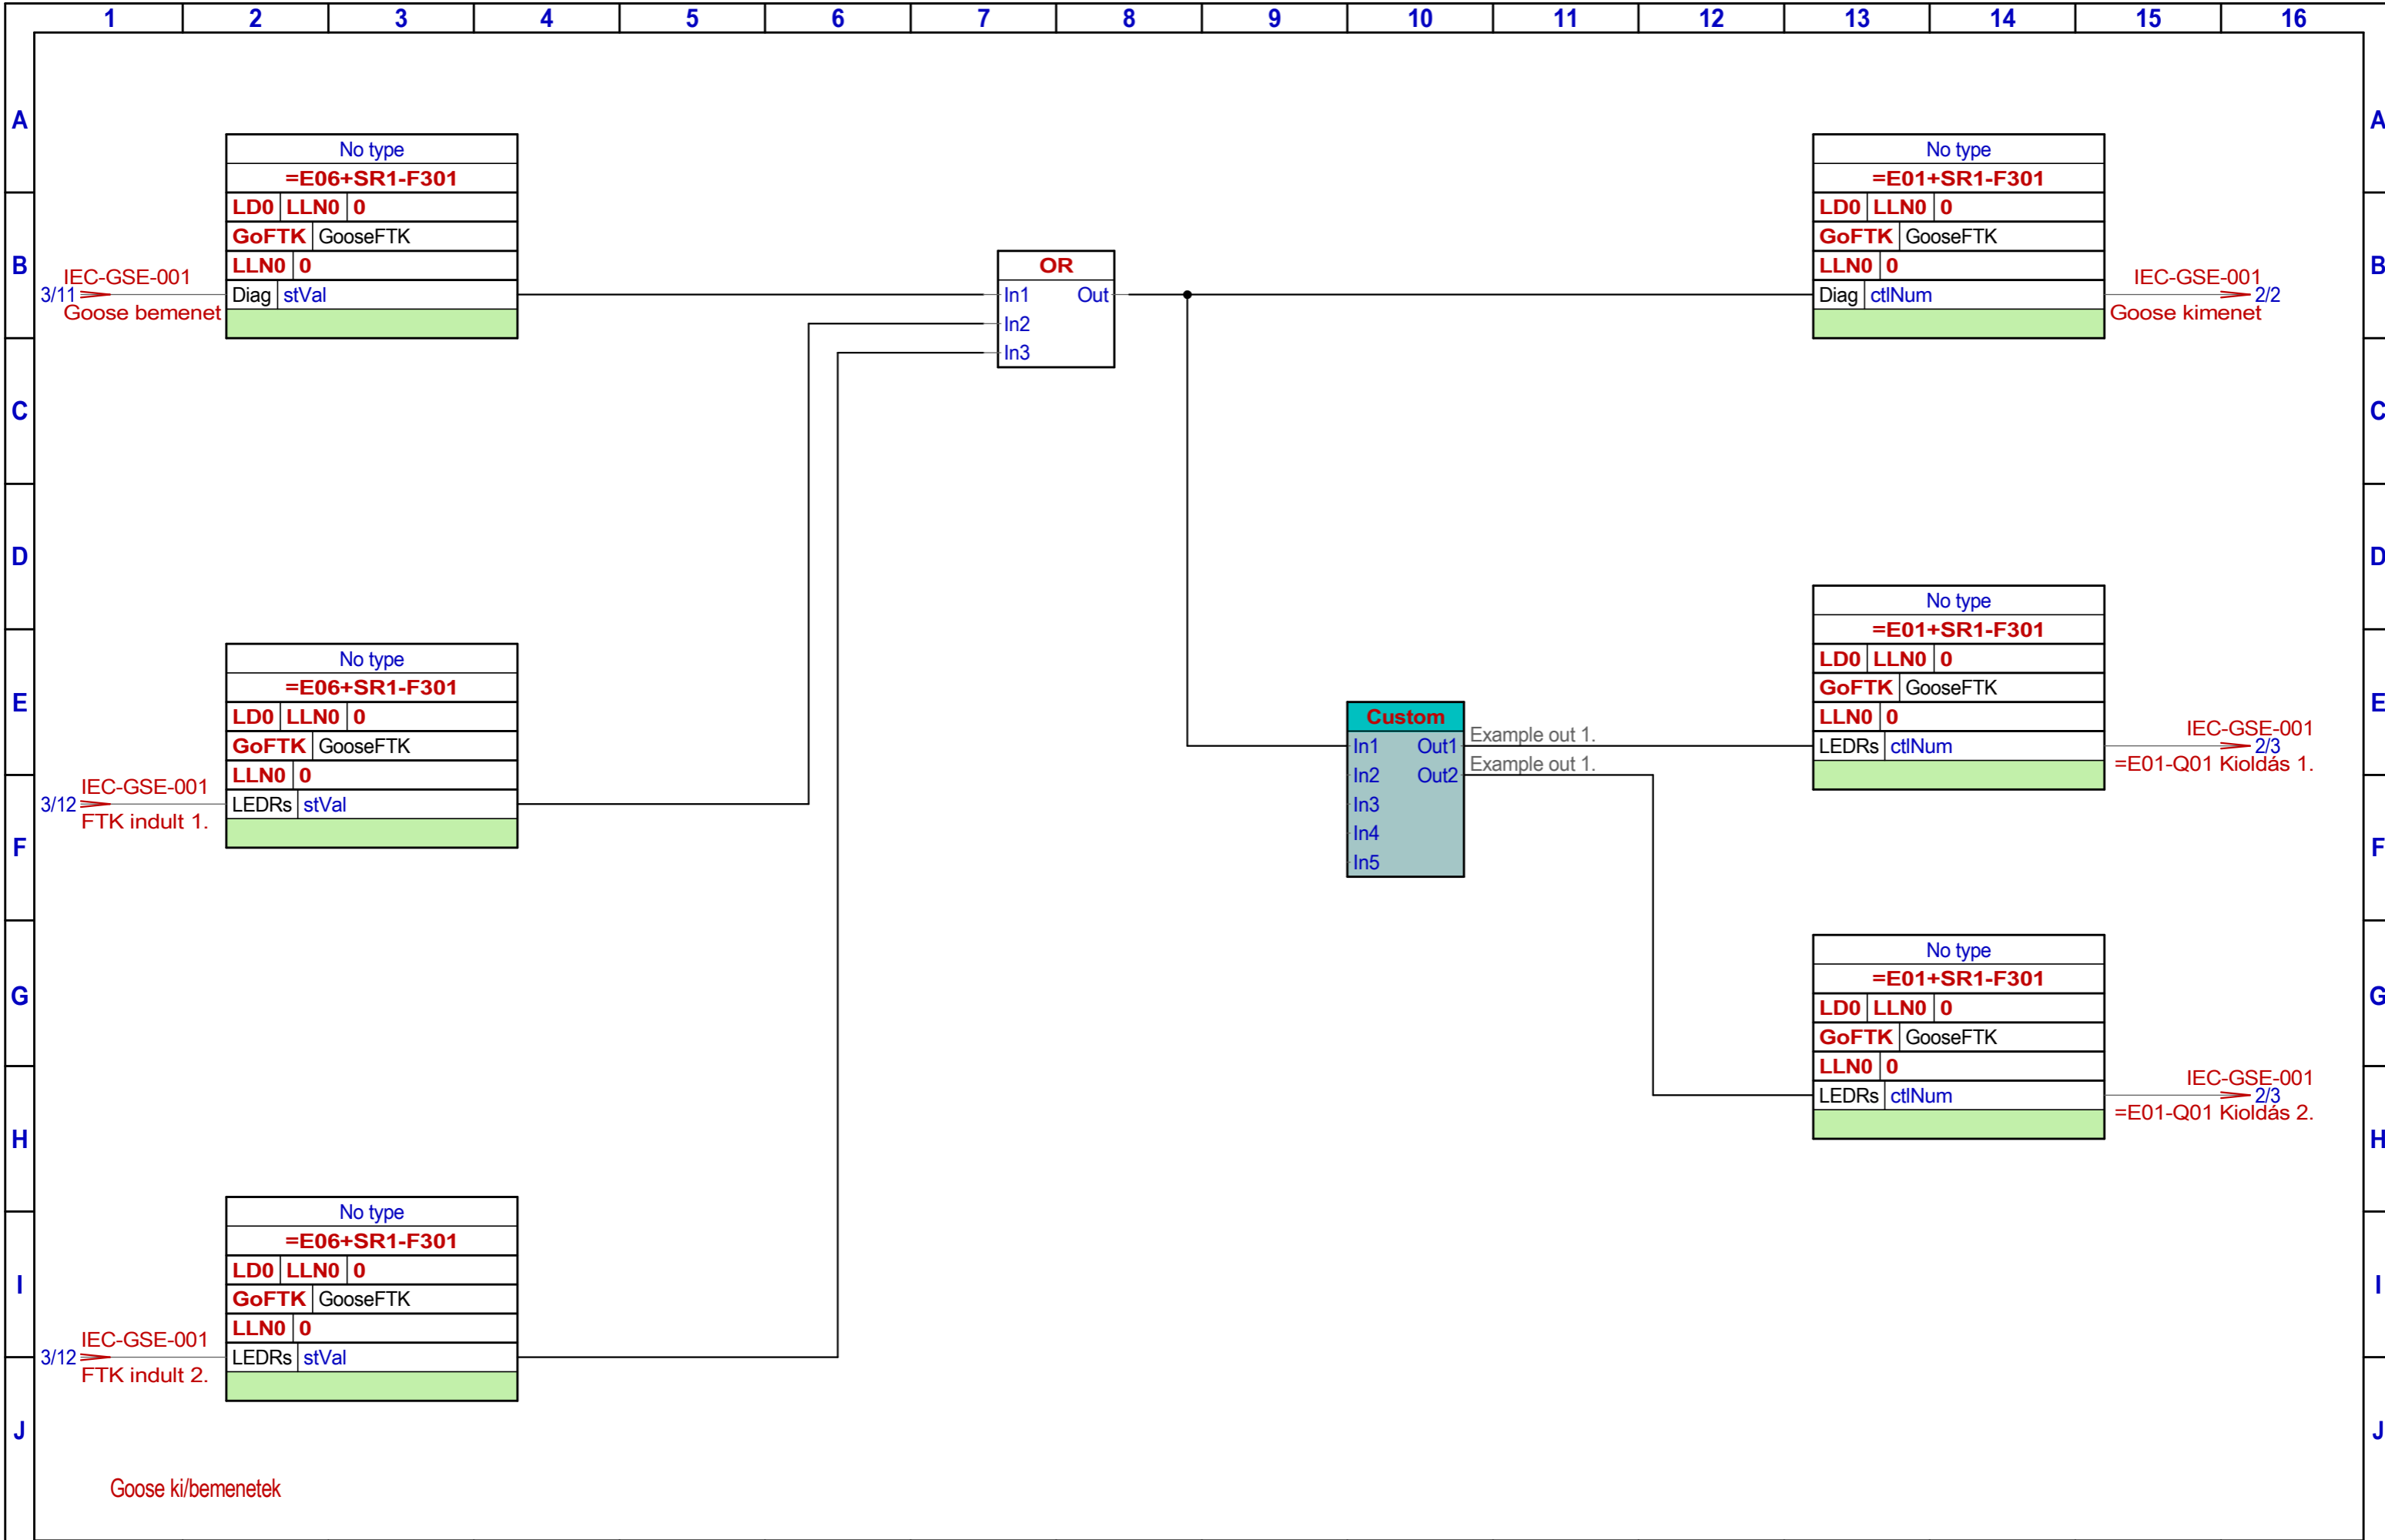 1 2 3 4 5 6 7 8 9 10 11 12 13 14 15 16
A A
B B
C C
D D
E E
F F
G G
H H
I I
J J
No type
=E06+SR1-F301
LD0 LLN0 0
GoFTK GooseFTK
LLN0 0
Diag stVal
3/11
IEC-GSE-001
Goose bemenet
No type
=E06+SR1-F301
LD0 LLN0 0
GoFTK GooseFTK
LLN0 0
LEDRs stVal
3/12
IEC-GSE-001
FTK indult 1.
No type
=E06+SR1-F301
LD0 LLN0 0
GoFTK GooseFTK
LLN0 0
LEDRs stVal
3/12
IEC-GSE-001
FTK indult 2.
OR
In1 Out
In2
In3
Custom
In1 Out1
In2 Out2
In3
In4
In5
Example out 1.
Example out 1.
No type
=E01+SR1-F301
LD0 LLN0 0
GoFTK GooseFTK
LLN0 0
Diag ctlNum
IEC-GSE-001
2/2
Goose kimenet
No type
=E01+SR1-F301
LD0 LLN0 0
GoFTK GooseFTK
LLN0 0
LEDRs ctlNum
IEC-GSE-001
2/3
=E01-Q01 Kioldás 1.
No type
=E01+SR1-F301
LD0 LLN0 0
GoFTK GooseFTK
LLN0 0
LEDRs ctlNum
IEC-GSE-001
2/3
=E01-Q01 Kioldás 2.
Goose ki/bemenetek